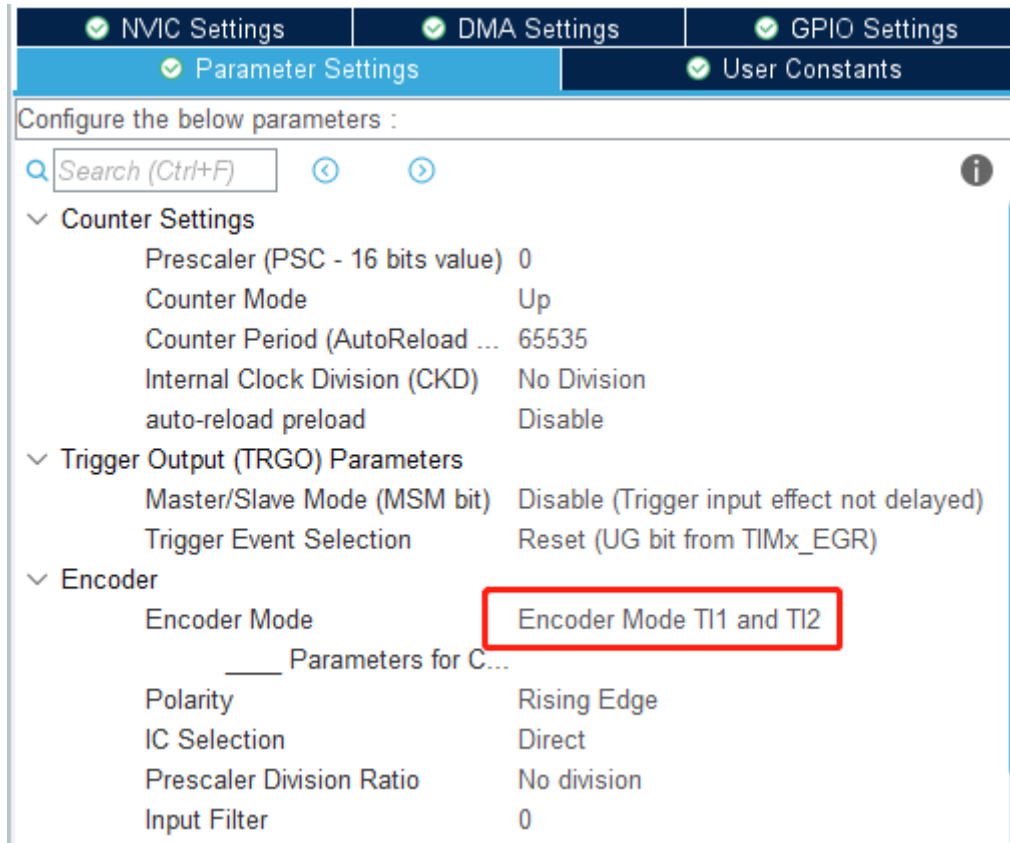 NVIC Settings DMA Settings GPIO Settings
Parameter Settings User Constants
Configure the below parameters :
Search (Ctrl+F)
Counter Settings
Prescaler (PSC - 16 bits value) 0
Counter Mode Up
Counter Period (AutoReload ... 65535
Internal Clock Division (CKD) No Division
auto-reload preload Disable
Trigger Output (TRGO) Parameters
Master/Slave Mode (MSM bit) Disable (Trigger input effect not delayed)
Trigger Event Selection Reset (UG bit from TIMx_EGR)
Encoder
Encoder Mode Encoder Mode TI1 and TI2
____ Parameters for C...
Polarity Rising Edge
IC Selection Direct
Prescaler Division Ratio No division
Input Filter 0